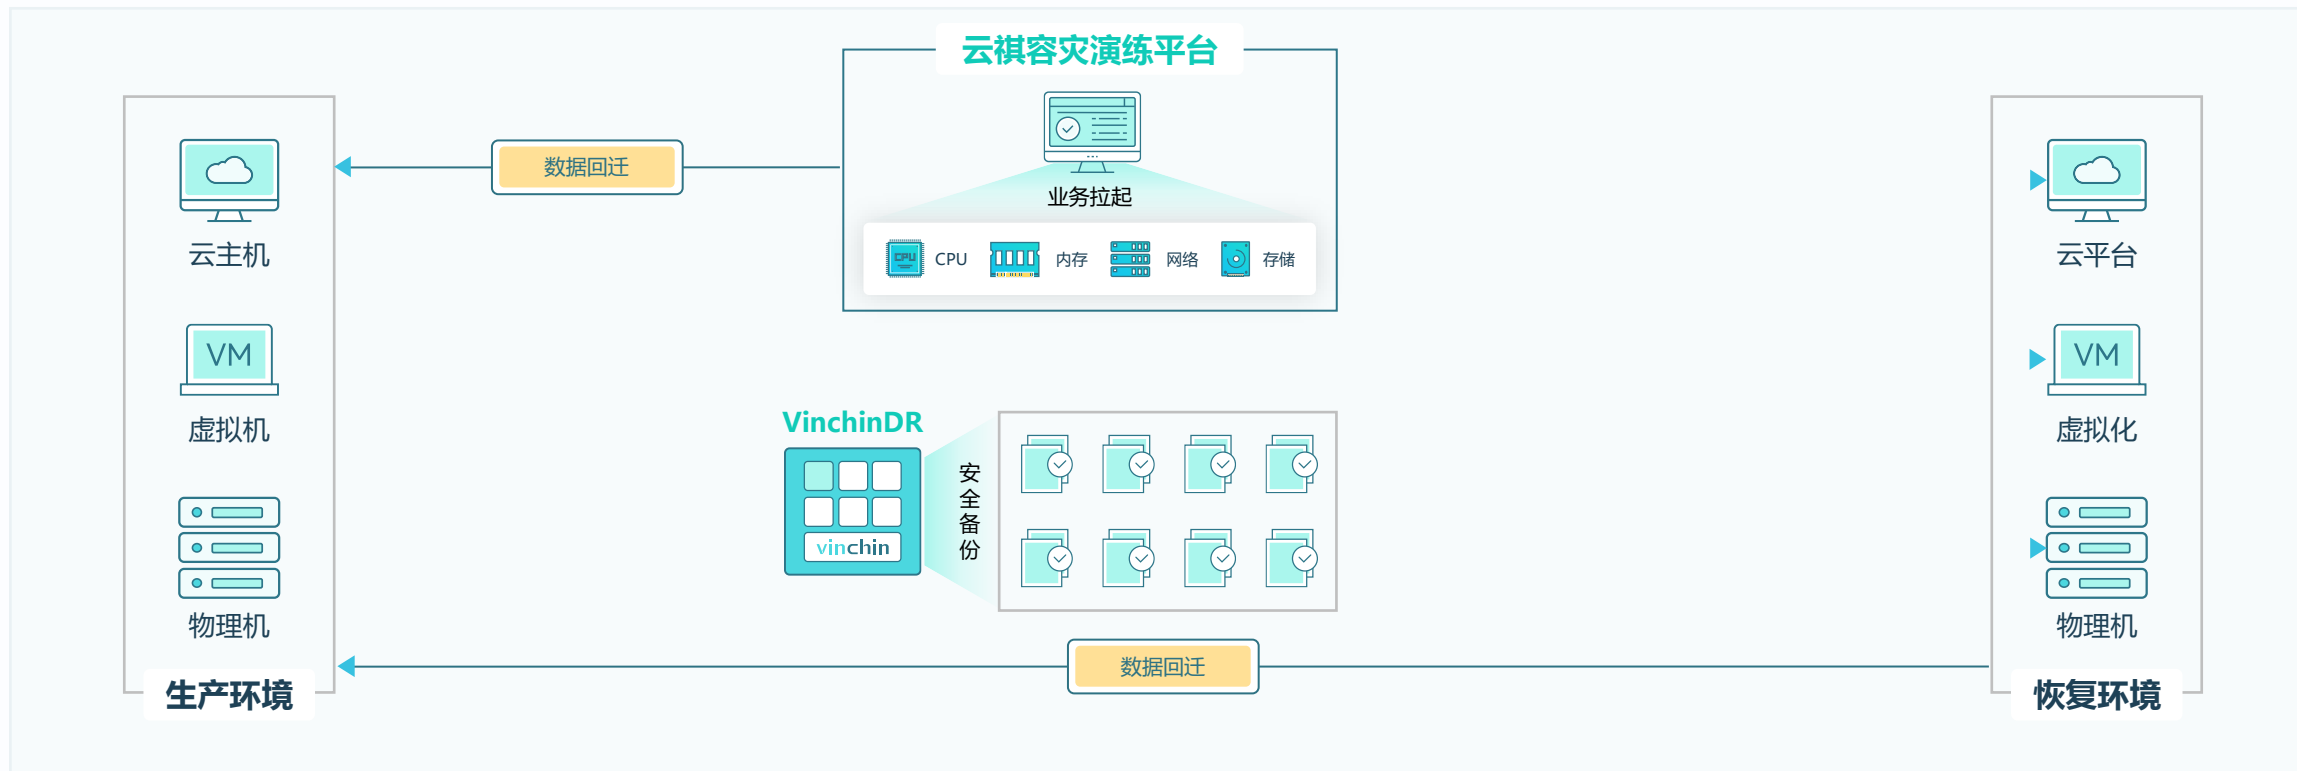 云祺容灾演练平台
数据回迁
业务拉起
CPU
CPU
内存
网络
存储
云主机
VM
虚拟机
物理机
生产环境
VinchinDR
vinchin
安全备份
数据回迁
云平台
VM
虚拟化
物理机
恢复环境